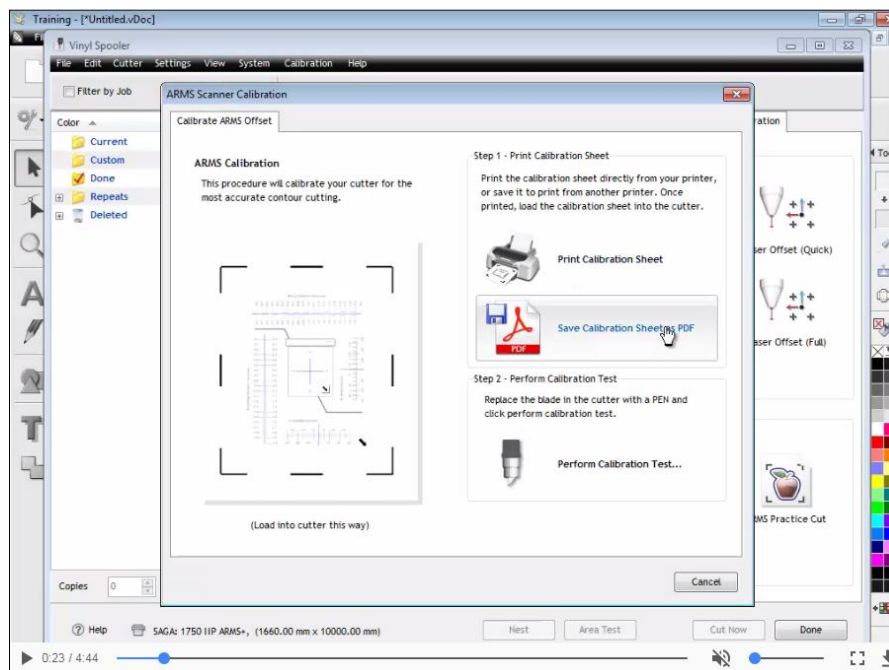 Training - [*Untitled.vDoc]
Vinyl Spooler
File Edit Cutter Settings View System Calibration Help
Filter by Job
ARMS Scanner Calibration
Color
Calibrate ARMS Offset
Current
Custom
Done
Repeats
Deleted
ARMS Calibration
This procedure will calibrate your cutter for the
most accurate contour cutting.
(Load into cutter this way)
Step 1 - Print Calibration Sheet
Print the calibration sheet directly from your printer,
or save it to print from another printer. Once
printed, load the calibration sheet into the cutter.
Print Calibration Sheet
PDF
Save Calibration Sheet as PDF
Step 2 - Perform Calibration Test
Replace the blade in the cutter with a PEN and
click perform calibration test.
Perform Calibration Test...
Cancel
ration
ser Offset (Quick)
aser Offset (Full)
MS Practice Cut
Copies 0
Help SAGA: 1750 IIP ARMS+, (1660.00 mm x 10000.00 mm) Nest Area Test Cut Now Done
0:23 / 4:44